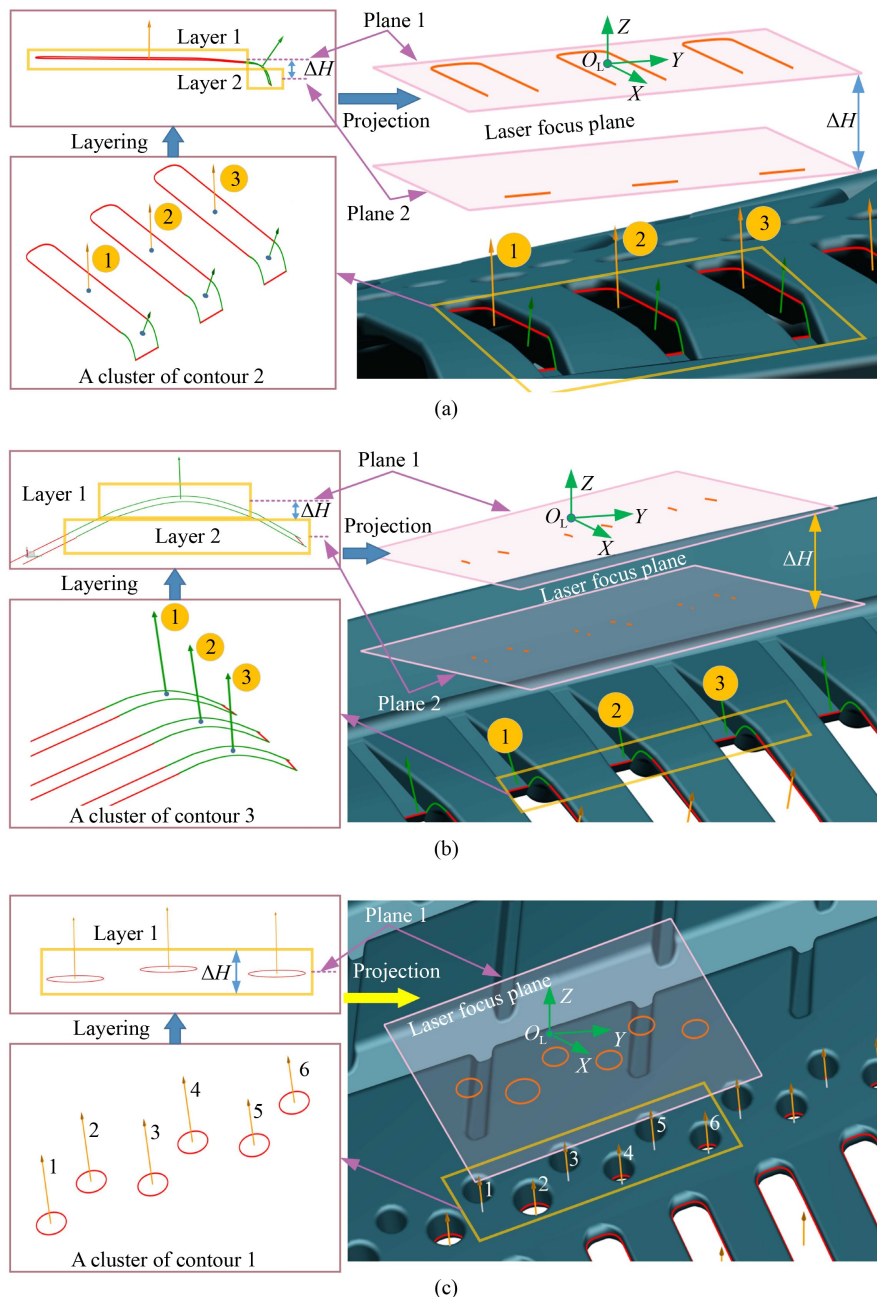 Layer 1
Layer 2
ΔH
Plane 1
Projection
Z
O_L
Y
X
Laser focus plane
ΔH
Layering
Plane 2
1
2
3
1
2
3
A cluster of contour 2
(a)
Layer 1
ΔH
Layer 2
Plane 1
Projection
Z
O_L
Y
X
Laser focus plane
ΔH
Layering
Plane 2
1
2
3
1
2
3
A cluster of contour 3
(b)
Layer 1
ΔH
Plane 1
Projection
Laser focus plane
Z
O_L
Y
X
Layering
1
2
3
4
5
6
1
2
3
4
5
6
A cluster of contour 1
(c)